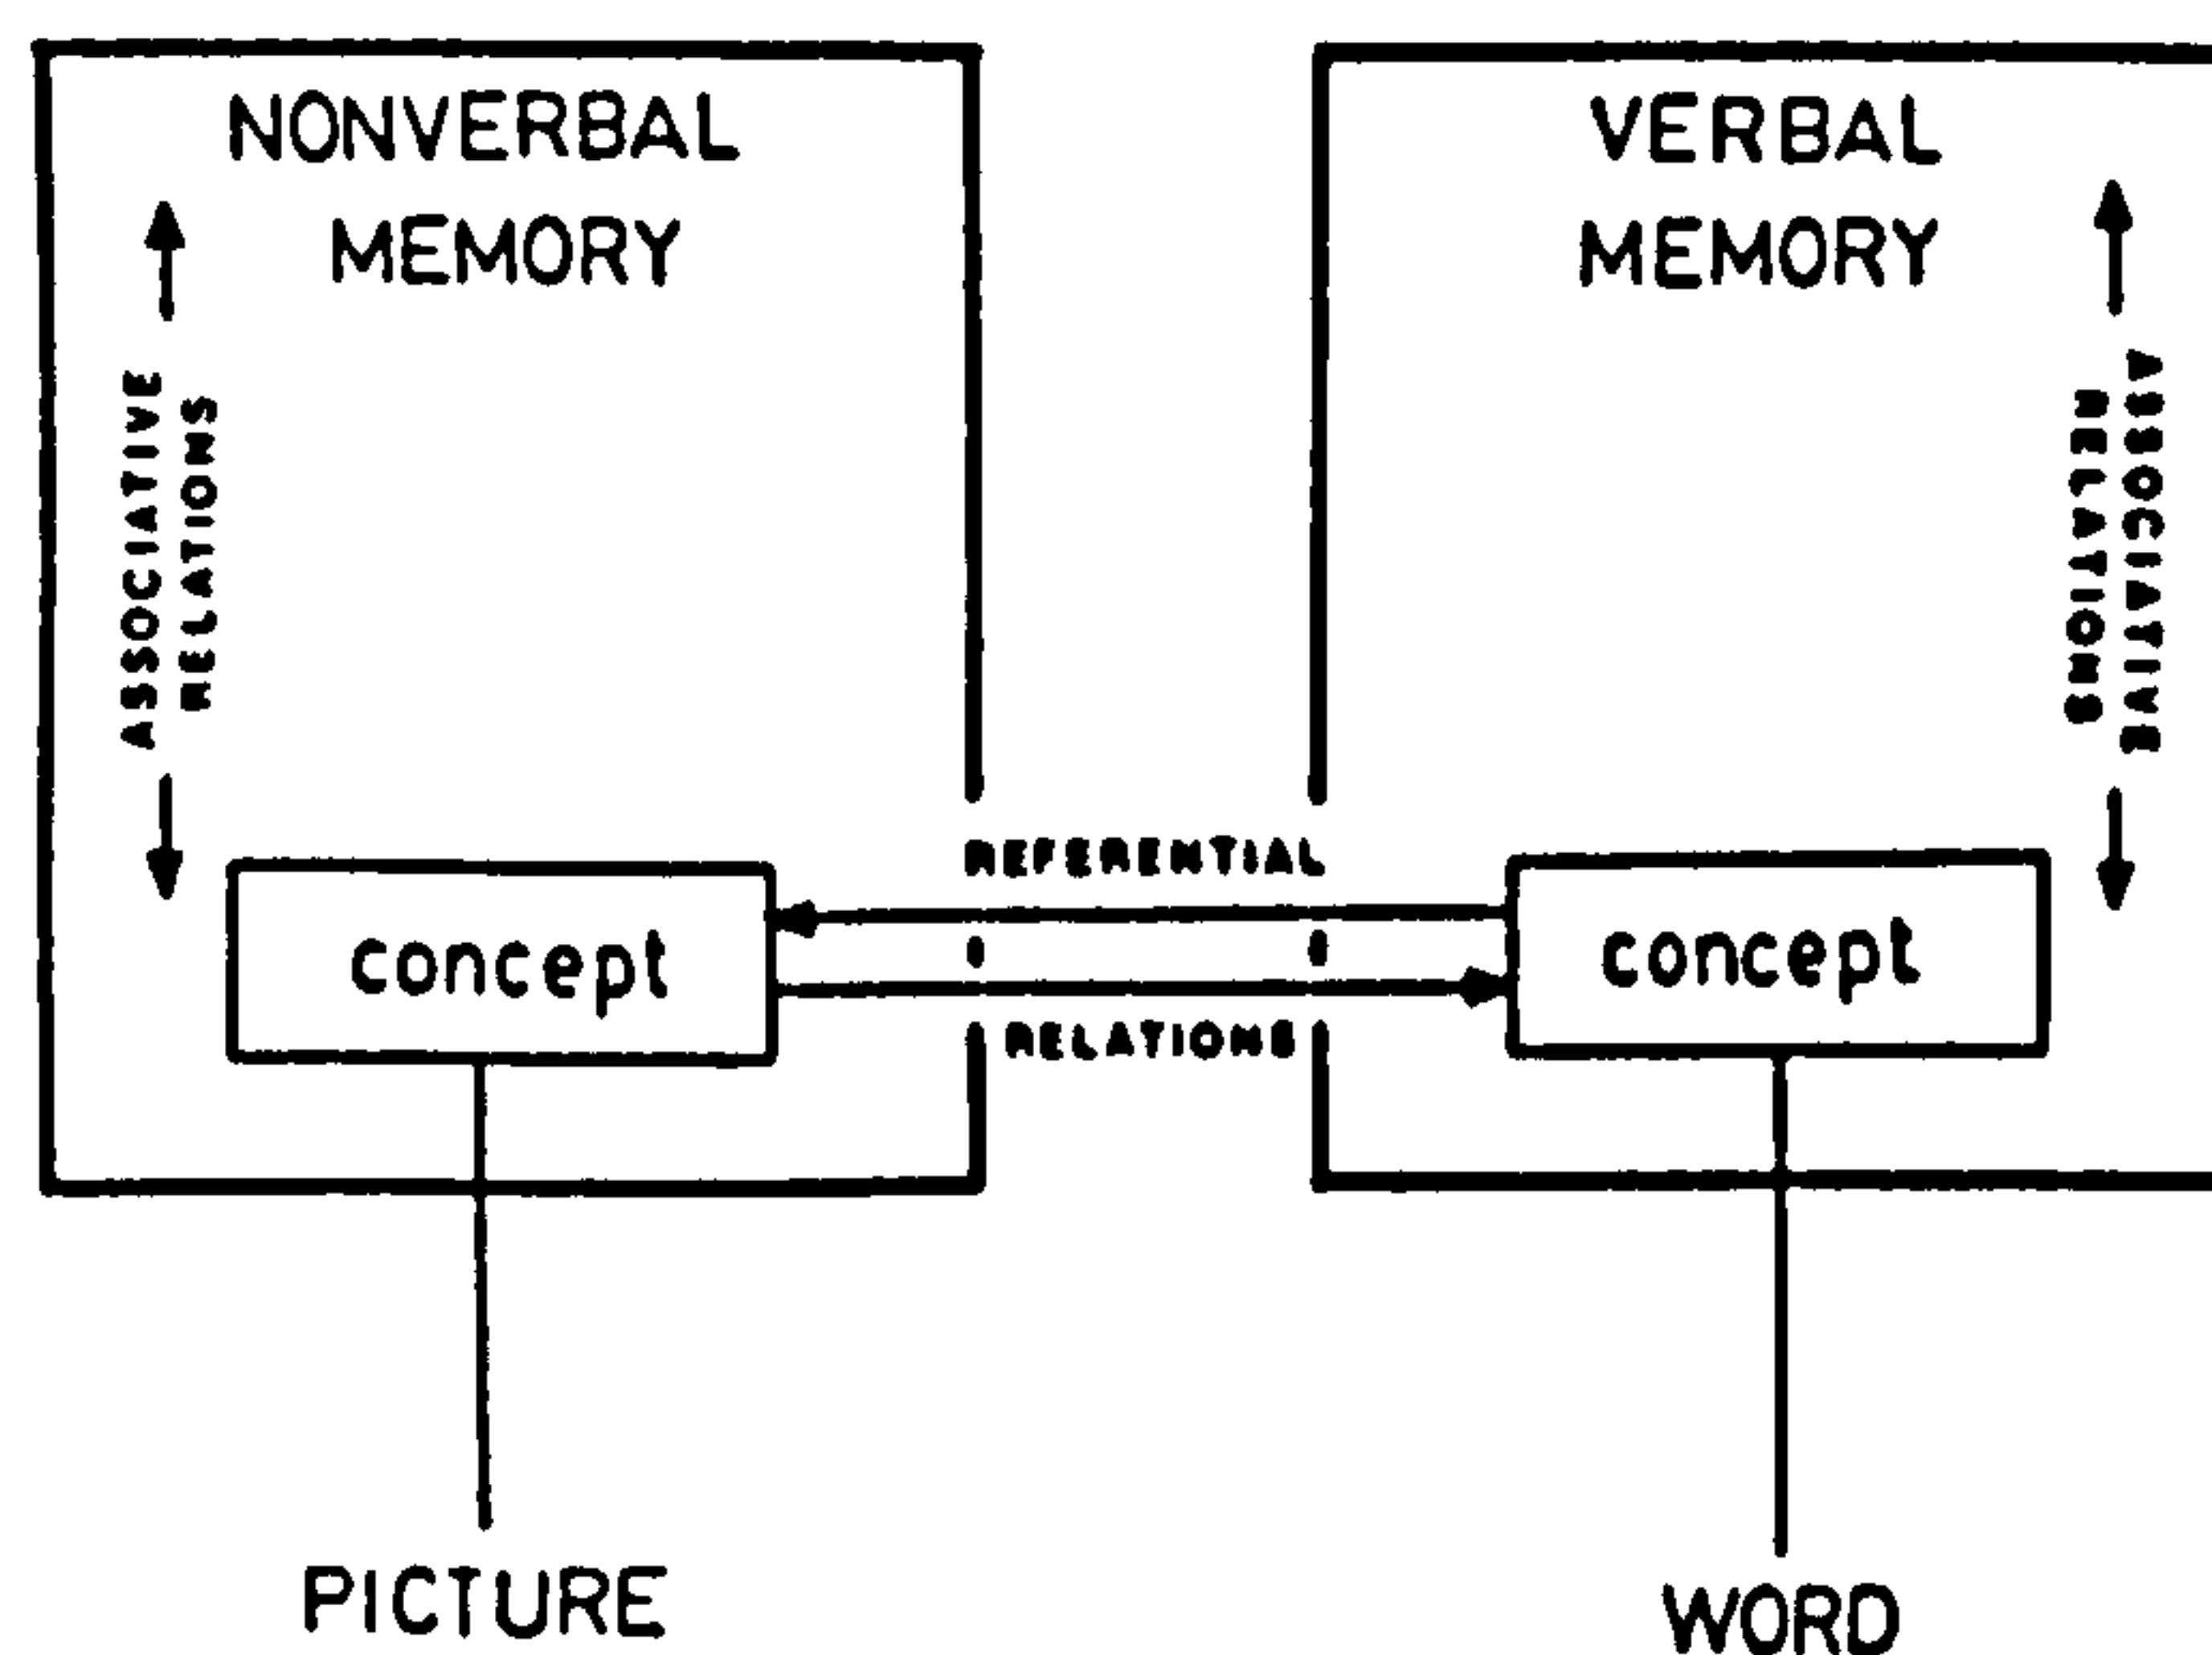 NONVERBAL
MEMORY
ASSOCIATIVE
RELATIONS
VERBAL
MEMORY
ASSOCIATIVE
RELATIONS
REFERENTIAL
concept
concept
RELATIONS
PICTURE
WORD